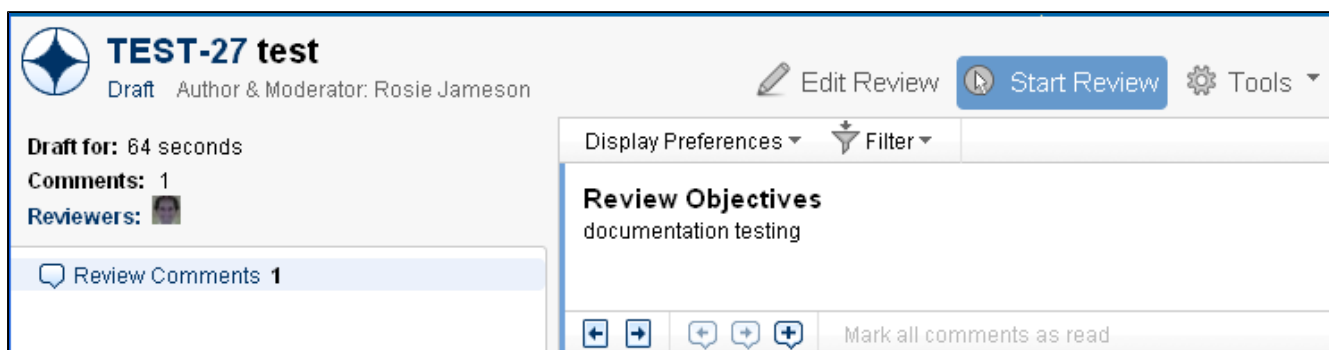 TEST-27 test
Draft Author & Moderator: Rosie Jameson
Edit Review Start Review Tools
Draft for: 64 seconds
Comments: 1
Reviewers:
Review Comments 1
Display Preferences Filter
Review Objectives
documentation testing
Mark all comments as read